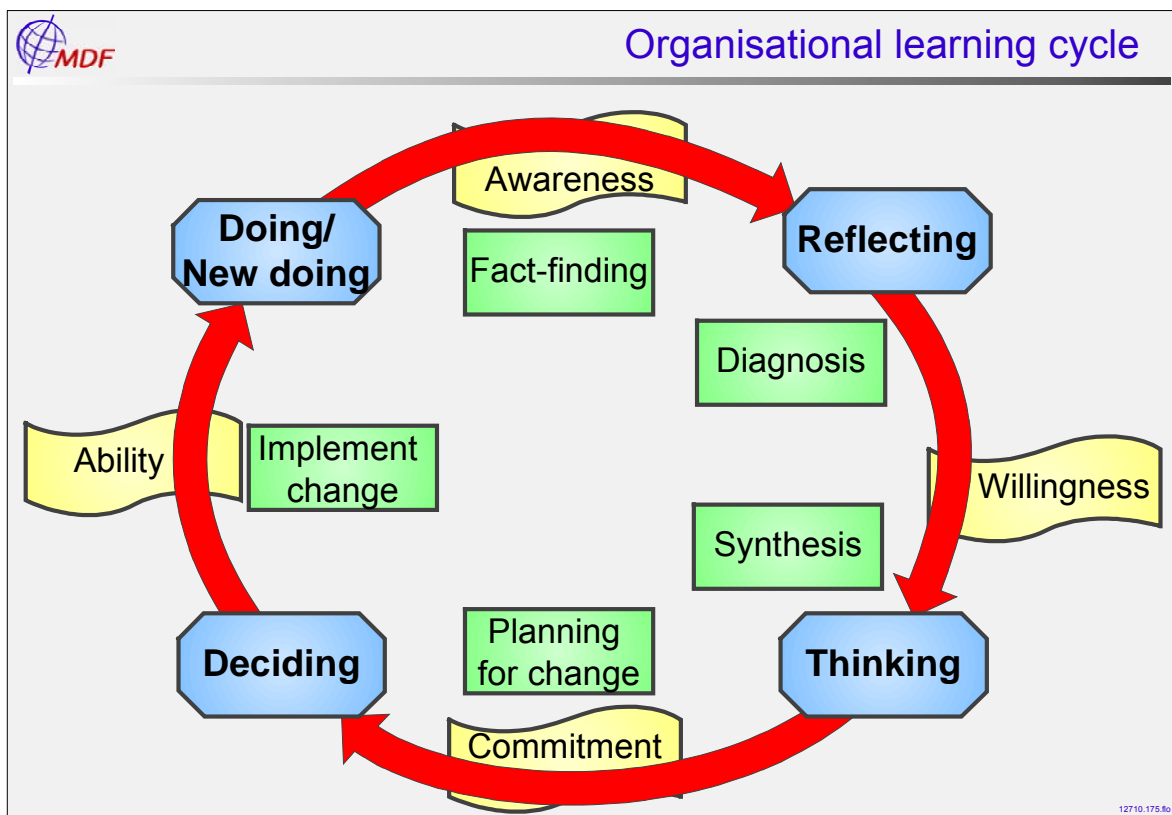 MDF
Organisational learning cycle
Awareness
Doing/
New doing
Reflecting
Fact-finding
Diagnosis
Ability
Implement
change
Willingness
Synthesis
Planning
for change
Deciding
Thinking
Commitment
12710.175.flo